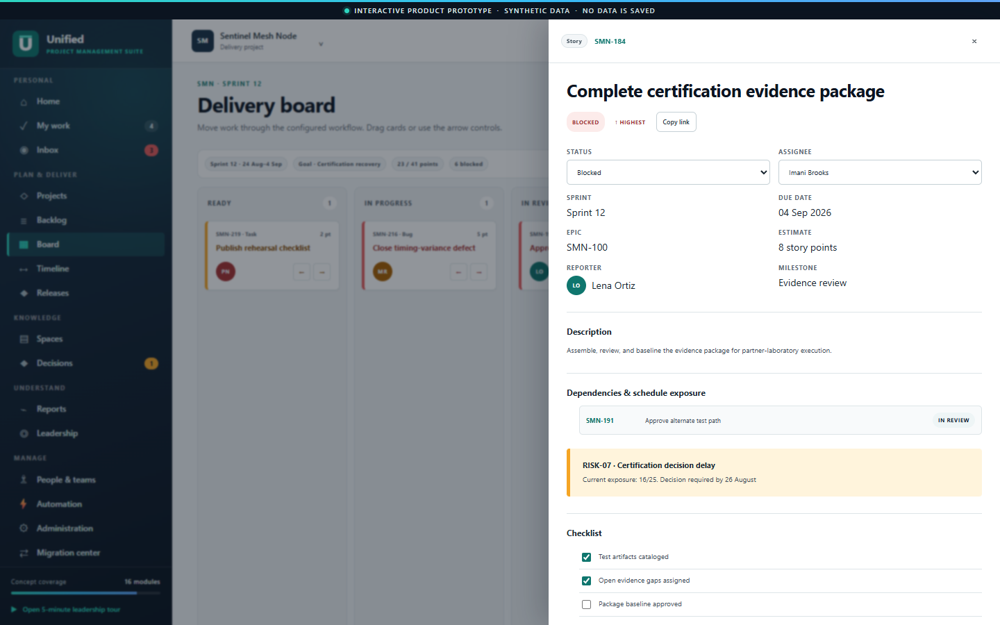 INTERACTIVE PRODUCT PROTOTYPE · SYNTHETIC DATA · NO DATA IS SAVED
U
Unified
PROJECT MANAGEMENT SUITE
PERSONAL
Home
My work 4
Inbox 3
PLAN & DELIVER
Projects
Backlog
Board
Timeline
Releases
KNOWLEDGE
Spaces
Decisions 1
UNDERSTAND
Reports
Leadership
MANAGE
People & teams
Automation
Administration
Migration center
Concept coverage 16 modules
Open 5-minute leadership tour
SM
Sentinel Mesh Node
Delivery project
SMN · SPRINT 12
Delivery board
Move work through the configured workflow. Drag cards or use the arrow controls.
Sprint 12 · 24 Aug–4 Sep
Goal · Certification recovery
23 / 41 points
6 blocked
READY 1
SMN-219 · Task 2 pt
Publish rehearsal checklist
PN
← →
IN PROGRESS 1
SMN-216 · Bug 5 pt
Close timing-variance defect
MR
← →
IN REVI
SMN-1
Appr
LO
Story SMN-184 ×
Complete certification evidence package
BLOCKED ↑ HIGHEST Copy link
STATUS ASSIGNEE
Blocked Imani Brooks
SPRINT DUE DATE
Sprint 12 04 Sep 2026
EPIC ESTIMATE
SMN-100 8 story points
REPORTER MILESTONE
LO Lena Ortiz Evidence review
Description
Assemble, review, and baseline the evidence package for partner-laboratory execution.
Dependencies & schedule exposure
SMN-191 Approve alternate test path IN REVIEW
RISK-07 · Certification decision delay
Current exposure: 16/25. Decision required by 26 August
Checklist
Test artifacts cataloged
Open evidence gaps assigned
Package baseline approved